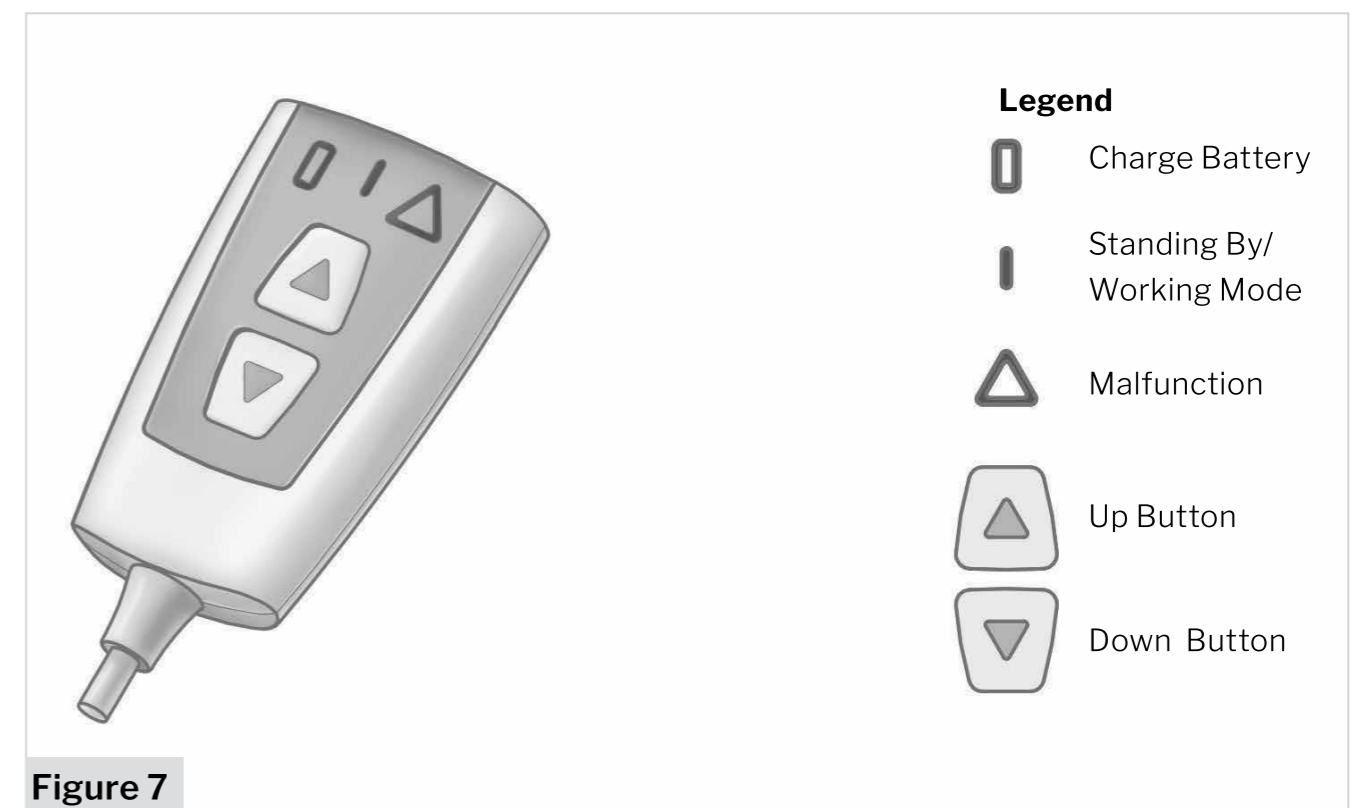 Legend
Charge Battery
Standing By/
Working Mode
Malfunction
Up Button
Down Button
Figure 7